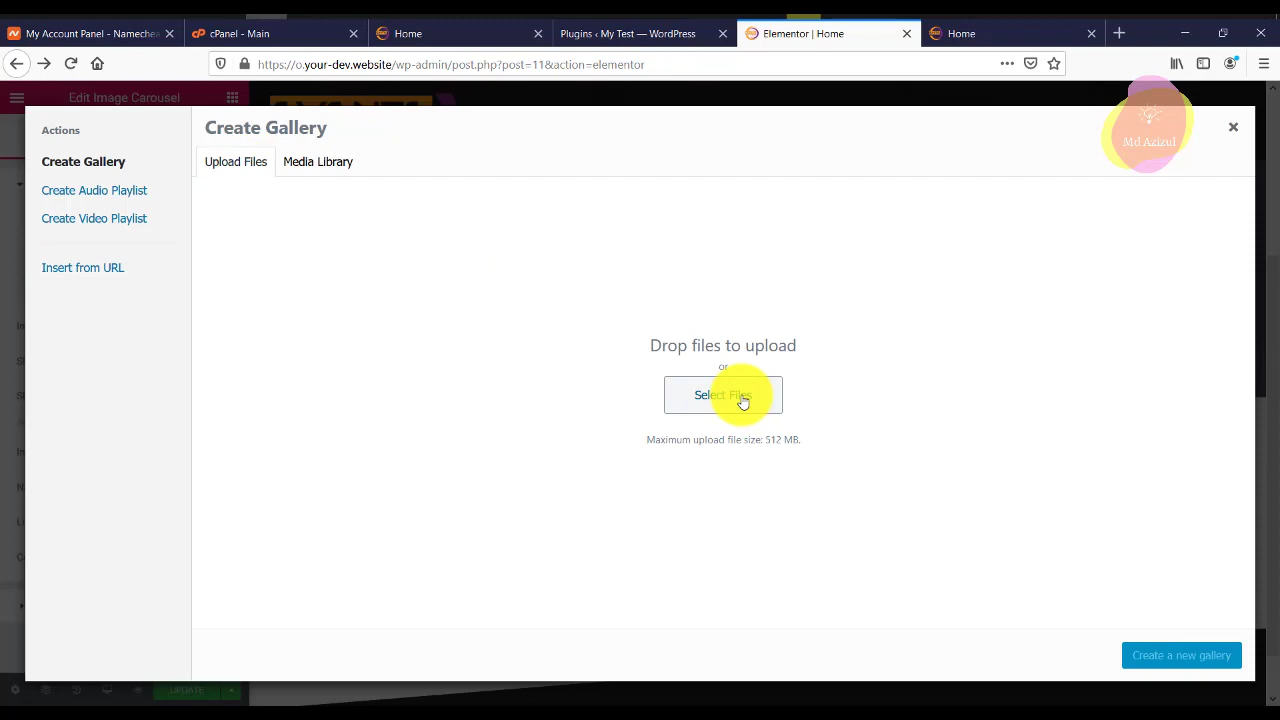 My Account Panel - Namechea
cPanel - Main
Home
Plugins ‹ My Test — WordPress
Elementor | Home
Home
https://o.your-dev.website/wp-admin/post.php?post=11&action=elementor
Edit Image Carousel
Actions
Create Gallery
Md Azizul
Create Gallery
Upload Files
Media Library
Create Audio Playlist
Create Video Playlist
Insert from URL
Drop files to upload
or
Select Files
Maximum upload file size: 512 MB.
Create a new gallery
UPDATE